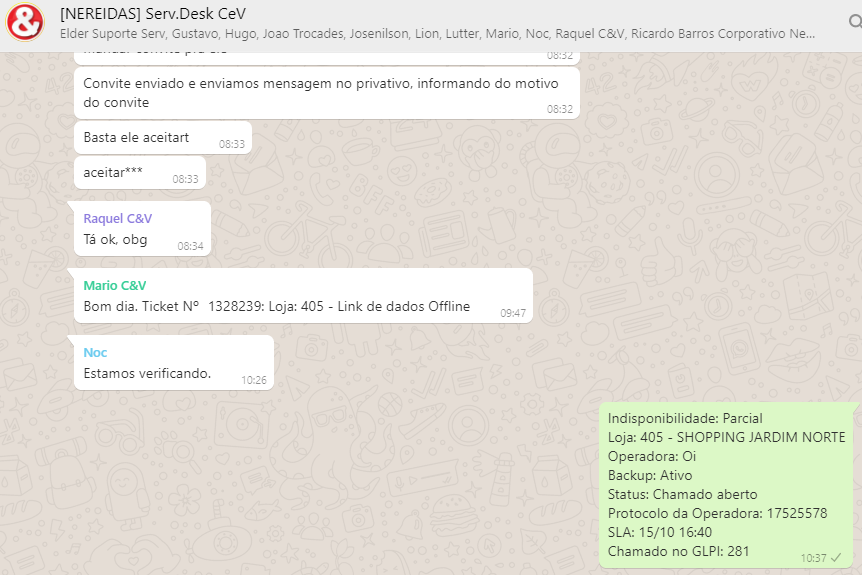 [NEREIDAS] Serv.Desk CeV
Elder Suporte Serv, Gustavo, Hugo, Joao Trocades, Josenilson, Lion, Lutter, Mario, Noc, Raquel C&V, Ricardo Barros Corporativo Ne...
08:32
Convite enviado e enviamos mensagem no privativo, informando do motivo
do convite
08:32
Basta ele aceitart
08:33
aceitar***
08:33
Raquel C&V
Tá ok, obg
08:34
Mario C&V
Bom dia. Ticket Nº  1328239: Loja: 405 - Link de dados Offline
09:47
Noc
Estamos verificando.
10:26
Indisponibilidade: Parcial
Loja: 405 - SHOPPING JARDIM NORTE
Operadora: Oi
Backup: Ativo
Status: Chamado aberto
Protocolo da Operadora: 17525578
SLA: 15/10 16:40
Chamado no GLPI: 281
10:37